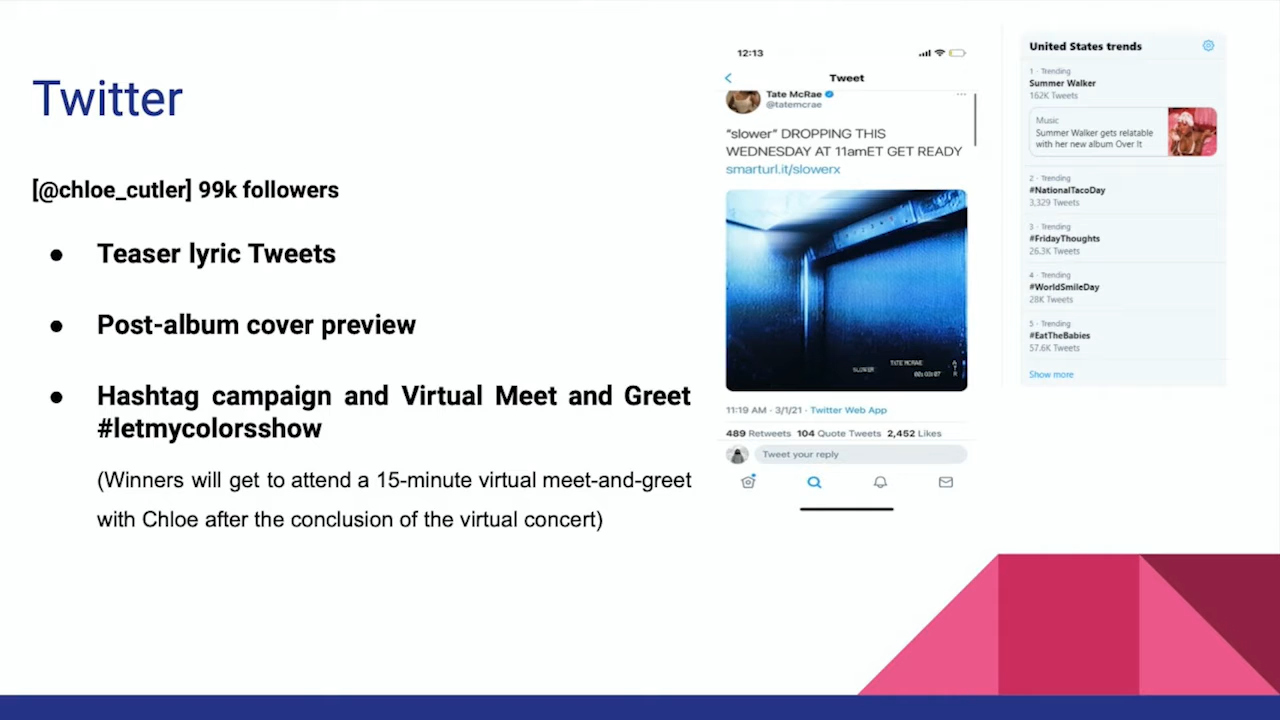 Twitter
[@chloe_cutler] 99k followers
● Teaser lyric Tweets
● Post-album cover preview
● Hashtag campaign and Virtual Meet and Greet
#letmycolorsshow
(Winners will get to attend a 15-minute virtual meet-and-greet
with Chloe after the conclusion of the virtual concert)
12:13
Tweet
Tate McRae
@tatemcrae
“slower” DROPPING THIS
WEDNESDAY AT 11amET GET READY
smarturl.it/slowerx
TATE MCRAE
SLOWER
11:19 AM · 3/1/21 · Twitter Web App
489 Retweets 104 Quote Tweets 2,452 Likes
Tweet your reply
United States trends
1 · Trending
Summer Walker
162K Tweets
Music
Summer Walker gets relatable
with her new album Over It
2 · Trending
#NationalTacoDay
3,329 Tweets
3 · Trending
#FridayThoughts
26.3K Tweets
4 · Trending
#WorldSmileDay
28K Tweets
5 · Trending
#EatTheBabies
57.6K Tweets
Show more